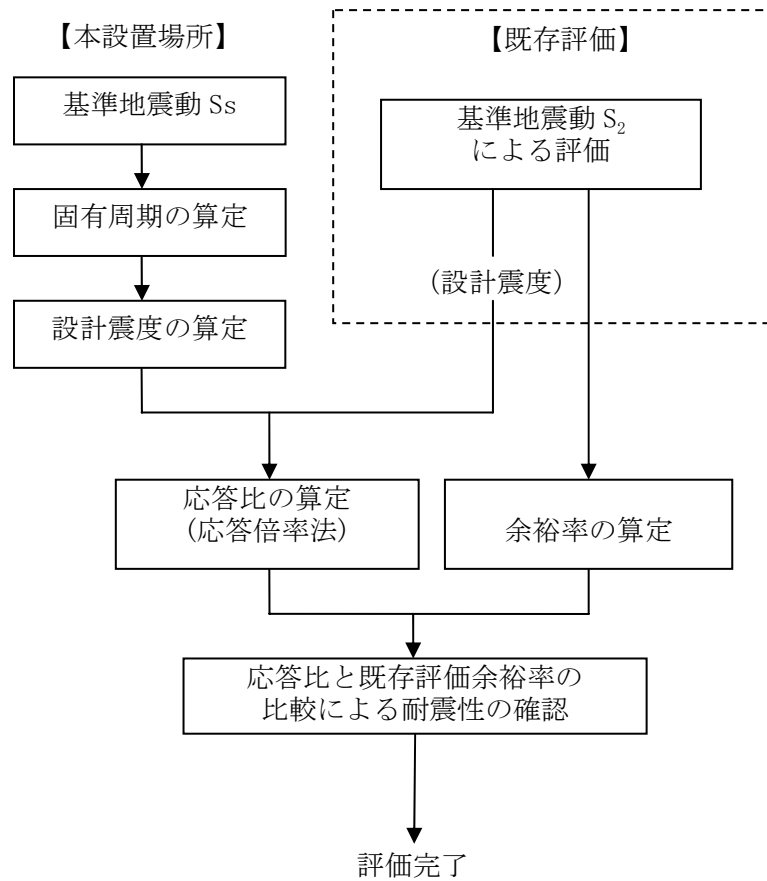 【本設置場所】
【既存評価】
基準地震動 Ss
基準地震動 S₂
による評価
固有周期の算定
(設計震度)
設計震度の算定
応答比の算定
(応答倍率法)
余裕率の算定
応答比と既存評価余裕率の
比較による耐震性の確認
評価完了